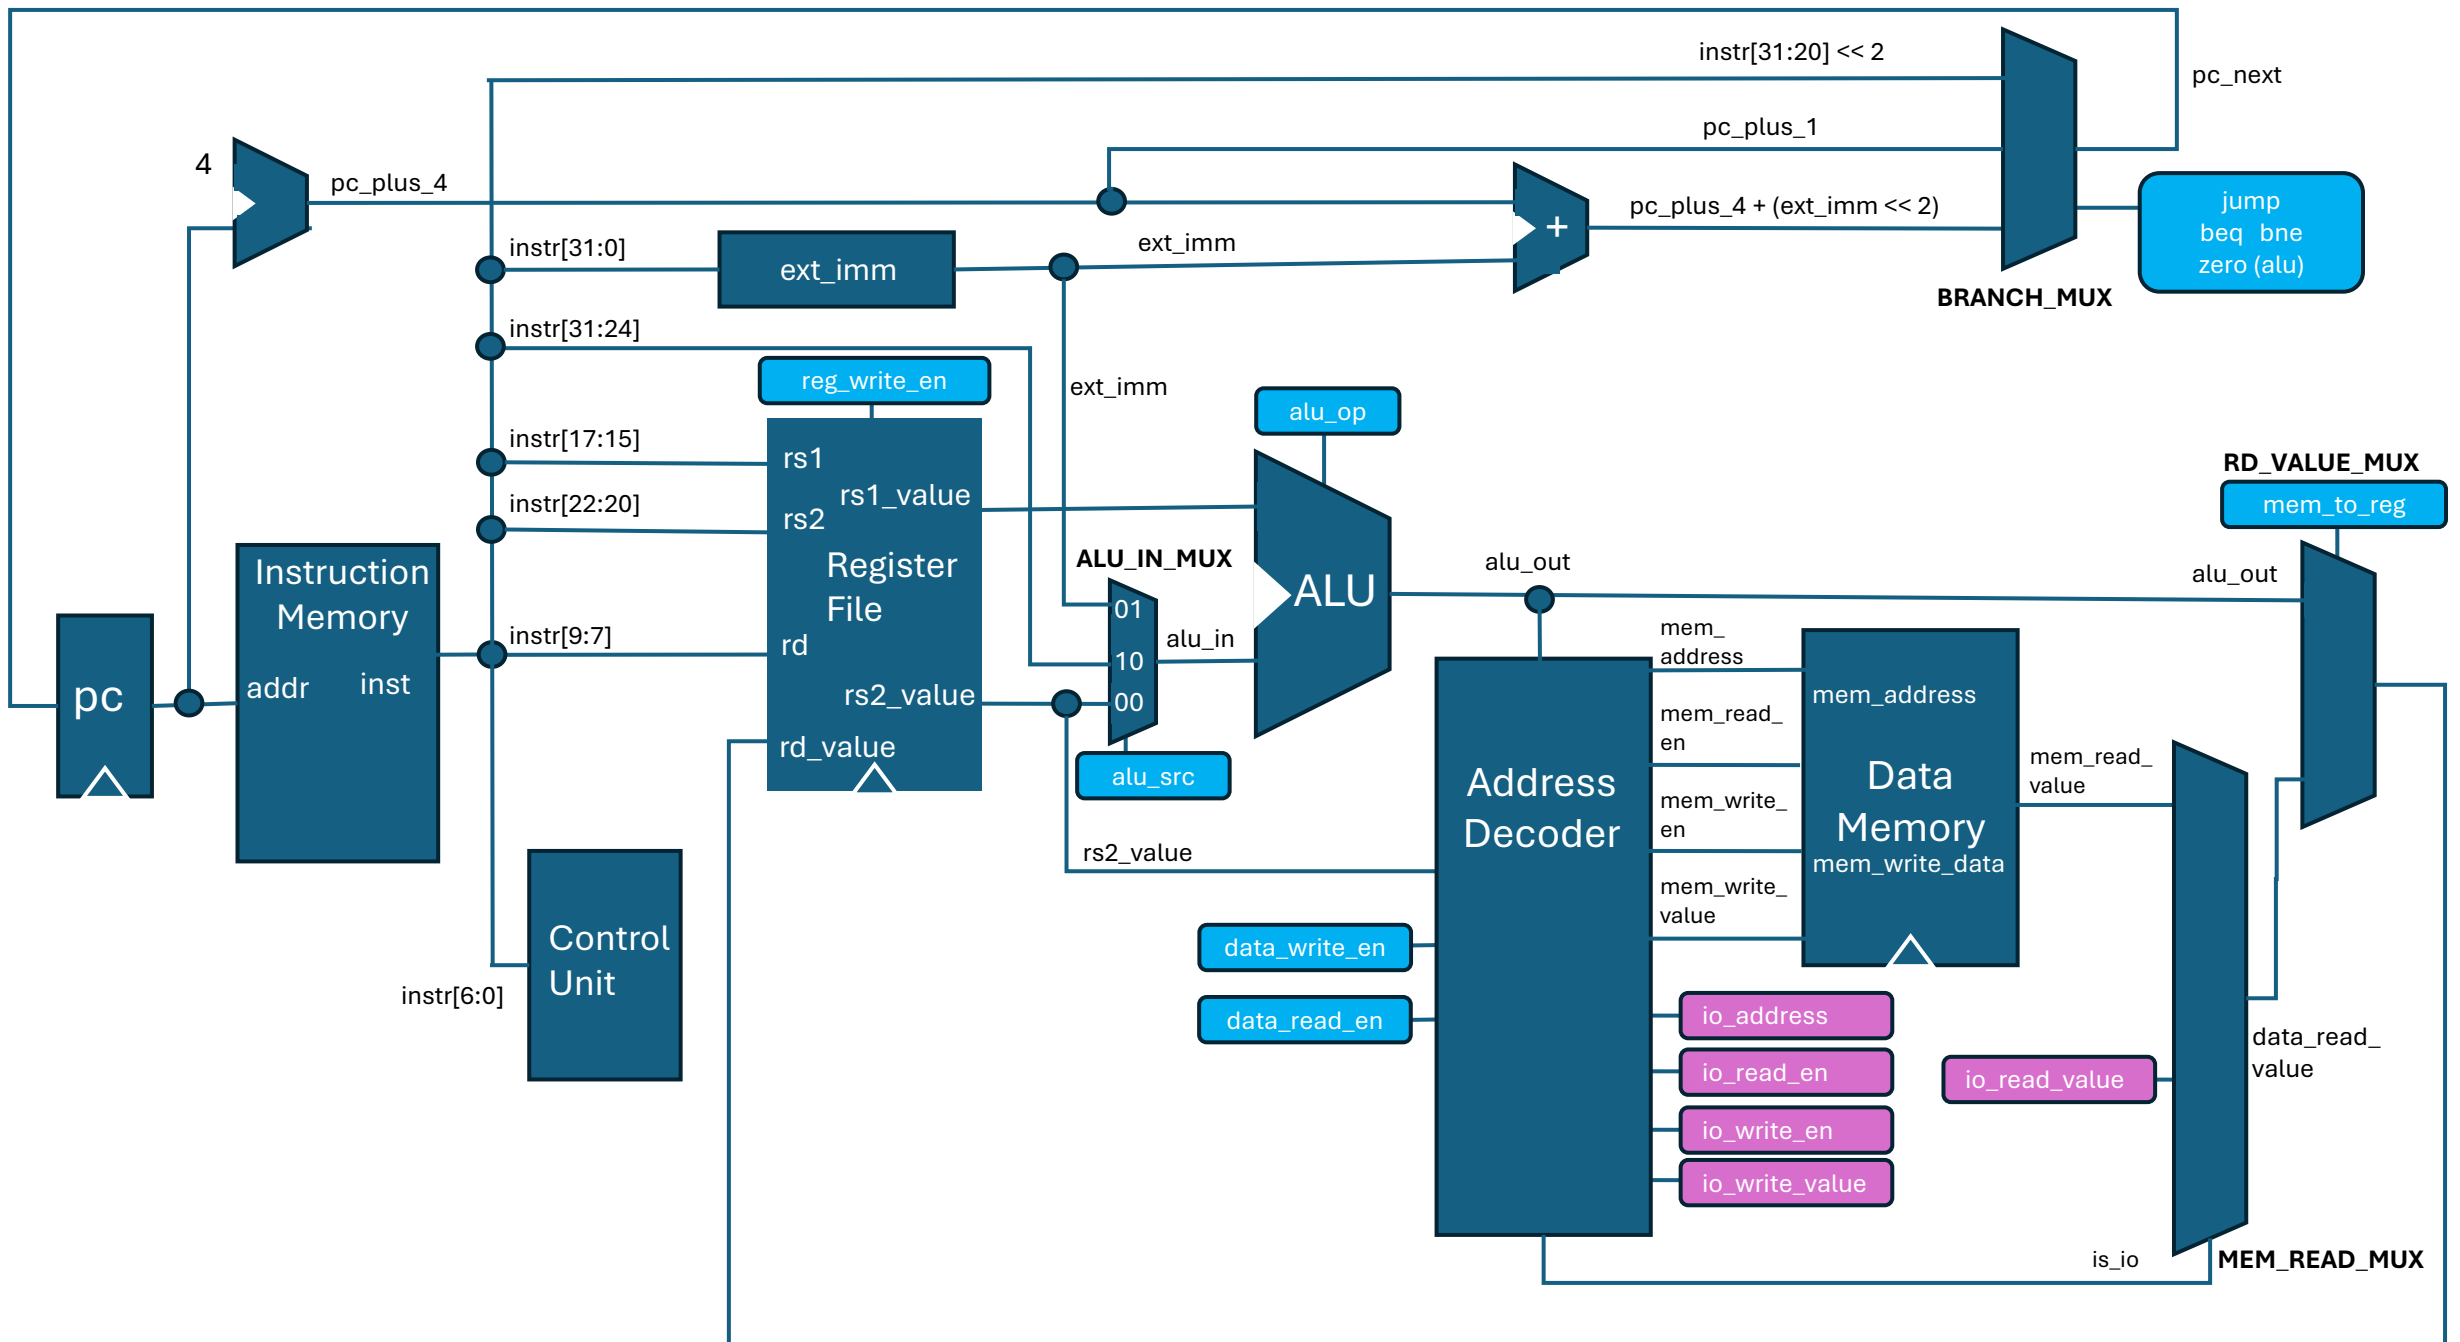 instr[31:20] << 2
pc_next
pc_plus_1
4
pc_plus_4
+
pc_plus_4 + (ext_imm << 2)
jump
beq bne
zero (alu)
BRANCH_MUX
instr[31:0]
ext_imm
ext_imm
instr[31:24]
reg_write_en
ext_imm
alu_op
instr[17:15]
rs1
rs1_value
instr[22:20]
rs2
RD_VALUE_MUX
mem_to_reg
Instruction
Memory
addr
inst
pc
Register
File
instr[9:7]
rd
rs2_value
rd_value
ALU_IN_MUX
01
10
00
alu_in
alu_src
ALU
alu_out
alu_out
mem_
address
mem_read_
en
mem_write_
en
mem_write_
value
mem_address
Data
Memory
mem_write_data
mem_read_
value
Address
Decoder
rs2_value
data_write_en
data_read_en
Control
Unit
instr[6:0]
io_address
io_read_en
io_write_en
io_write_value
io_read_value
data_read_
value
is_io
MEM_READ_MUX